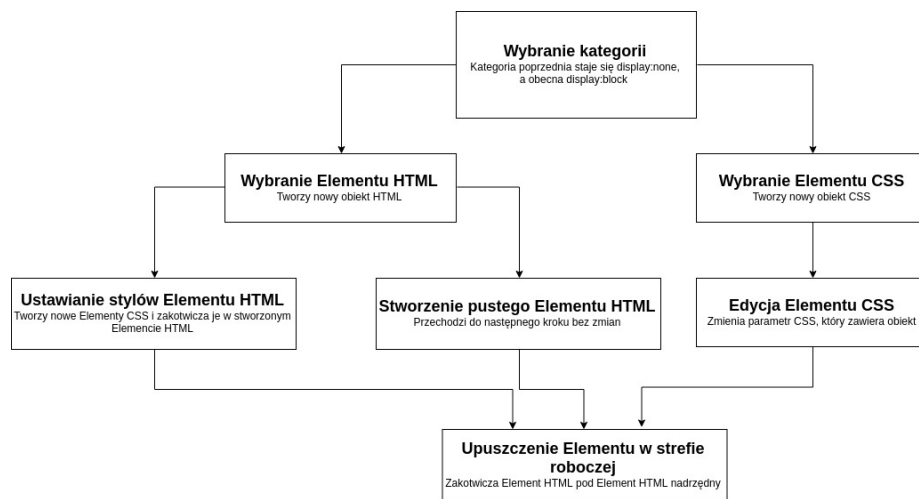 Wybranie kategorii
Kategoria poprzednia staje się display:none,
a obecna display:block
Wybranie Elementu HTML
Tworzy nowy obiekt HTML
Wybranie Elementu CSS
Tworzy nowy obiekt CSS
Ustawianie stylów Elementu HTML
Tworzy nowe Elementy CSS i zakotwicza je w stworzonym
Elemencie HTML
Stworzenie pustego Elementu HTML
Przechodzi do następnego kroku bez zmian
Edycja Elementu CSS
Zmienia parametr CSS, który zawiera obiekt
Upuszczenie Elementu w strefie
roboczej
Zakotwicza Element HTML pod Element HTML nadrzędny